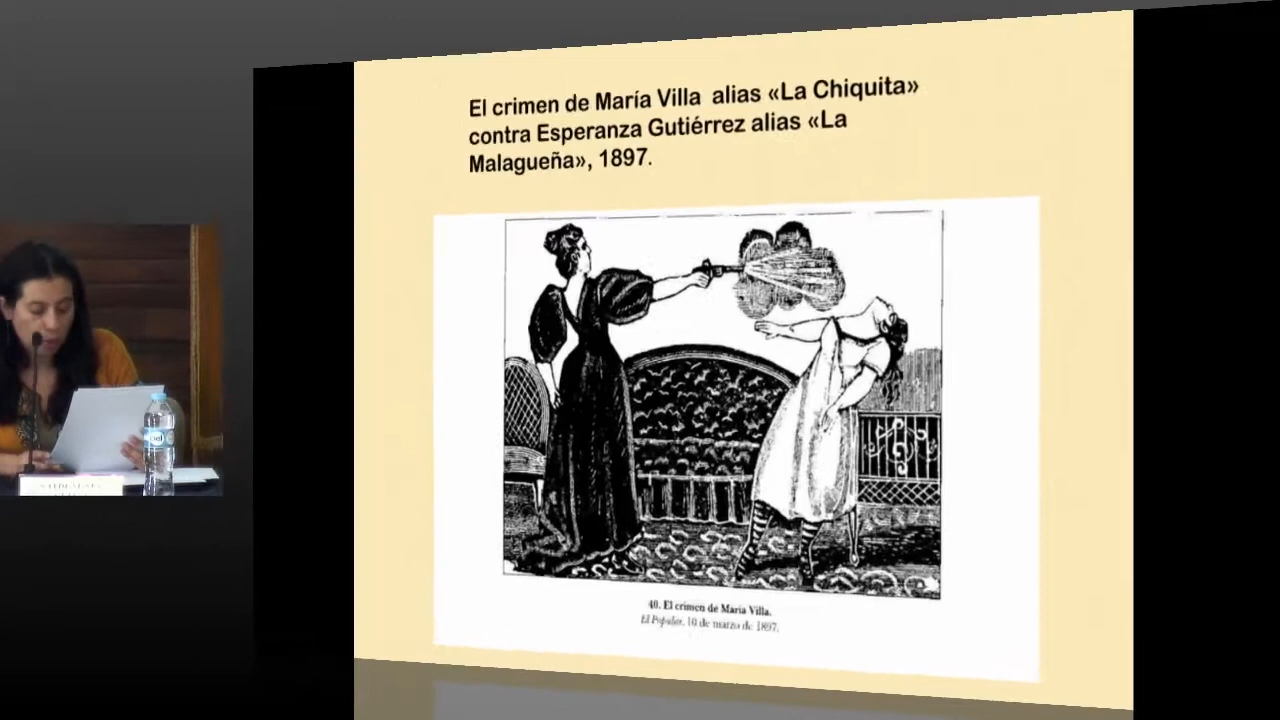 El crimen de María Villa alias «La Chiquita»
contra Esperanza Gutiérrez alias «La
Malagueña», 1897.
40. El crimen de María Villa.
El Popular, 10 de marzo de 1897.